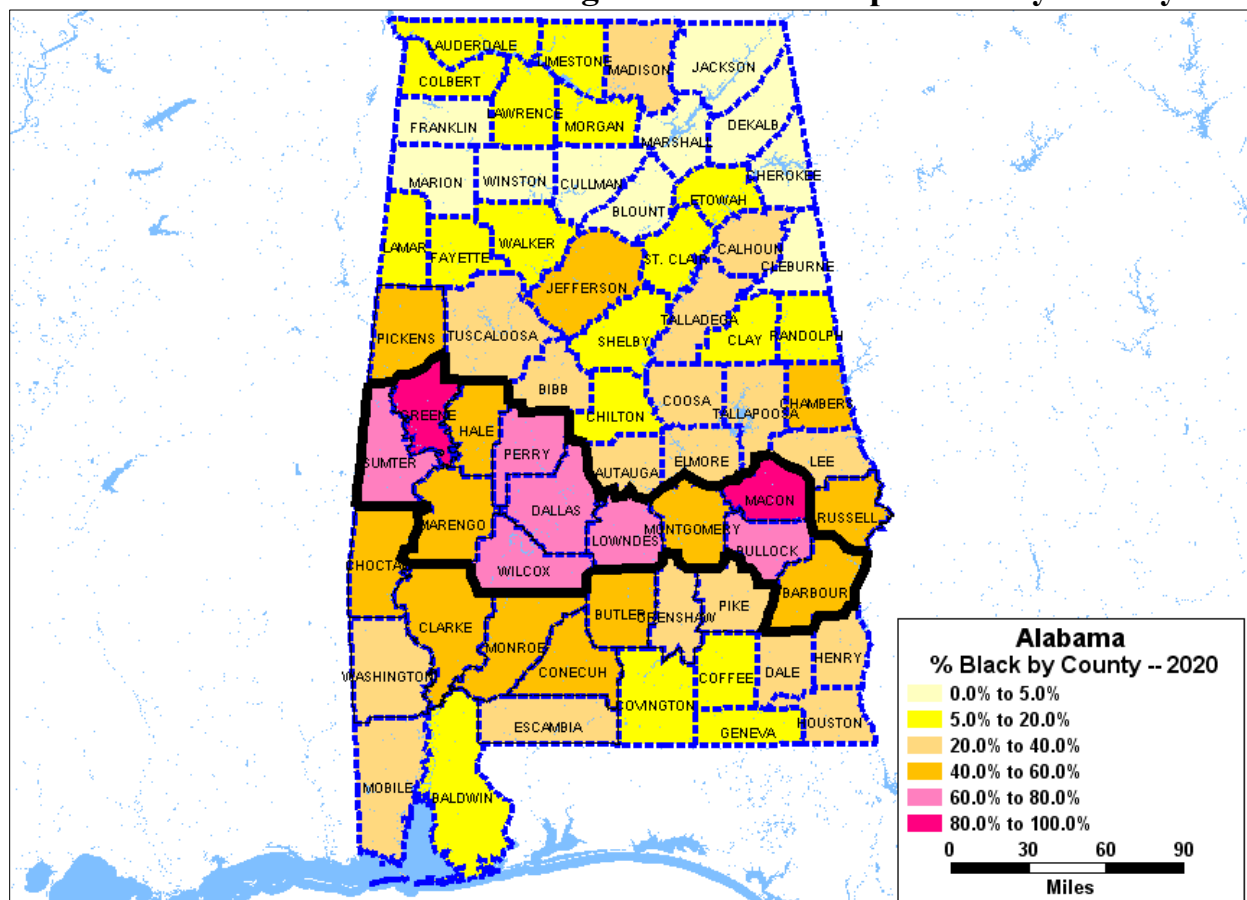 LAUDERDALE
LIMESTONE
MADISON
JACKSON
COLBERT
LAWRENCE
MORGAN
FRANKLIN
DEKALB
MARSHALL
CHEROKEE
MARION
WINSTON
CULLMAN
ETOWAH
BLOUNT
WALKER
LAMAR
FAYETTE
ST. CLAIR
CALHOUN
CLEBURNE
JEFFERSON
TALLADEGA
PICKENS
TUSCALOOSA
SHELBY
CLAY
RANDOLPH
BIBB
COOSA
CHAMBERS
GREENE
CHILTON
TALLAPOOSA
HALE
PERRY
SUMTER
AUTAUGA
ELMORE
LEE
MACON
DALLAS
RUSSELL
MARENGO
MONTGOMERY
LOWNDES
BULLOCK
CHOCTAW
WILCOX
BARBOUR
PIKE
BUTLER
CRENSHAW
CLARKE
MONROE
HENRY
WASHINGTON
CONECUH
COFFEE
DALE
COVINGTON
ESCAMBIA
HOUSTON
GENEVA
MOBILE
BALDWIN
Alabama
% Black by County -- 2020
0.0% to 5.0%
5.0% to 20.0%
20.0% to 40.0%
40.0% to 60.0%
60.0% to 80.0%
80.0% to 100.0%
0 30 60 90
Miles